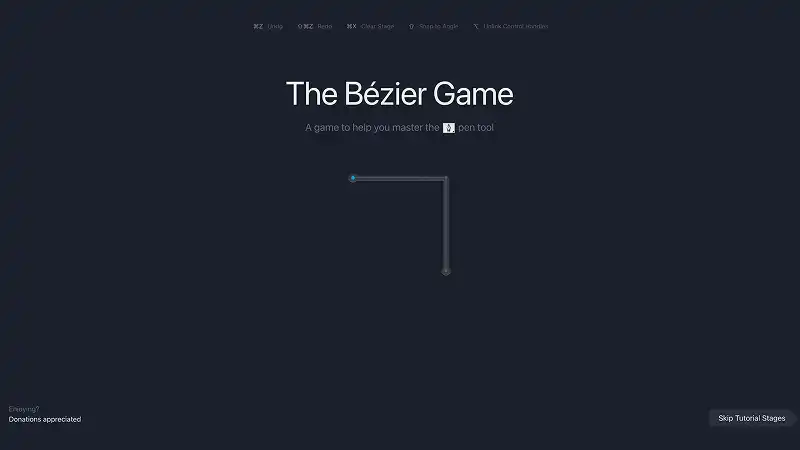 ⌘Z Undo ⇧⌘Z Redo ⌘X Clear Stage ⇧ Snap to Angle ⌥ Unlink Control Handles
The Bézier Game
A game to help you master the pen tool
Enjoying?
Donations appreciated
Skip Tutorial Stages